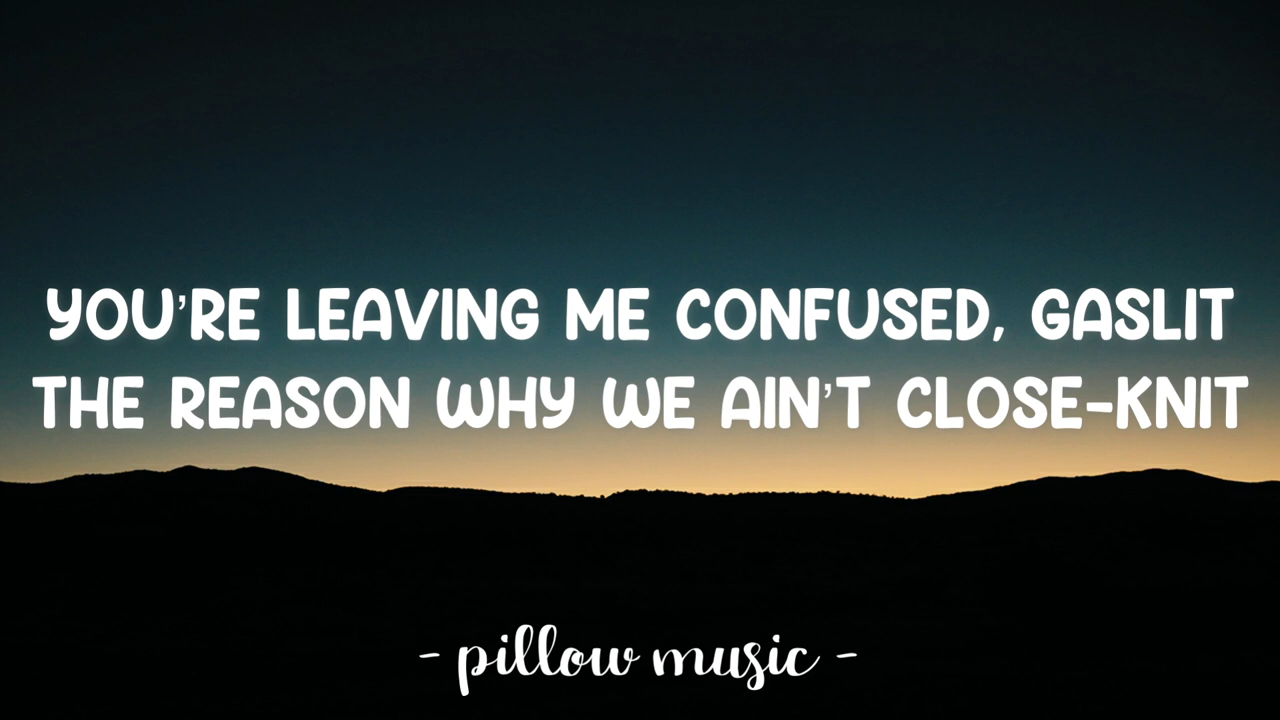 YOU'RE LEAVING ME CONFUSED, GASLIT
THE REASON WHY WE AIN'T CLOSE-KNIT
- pillow music -